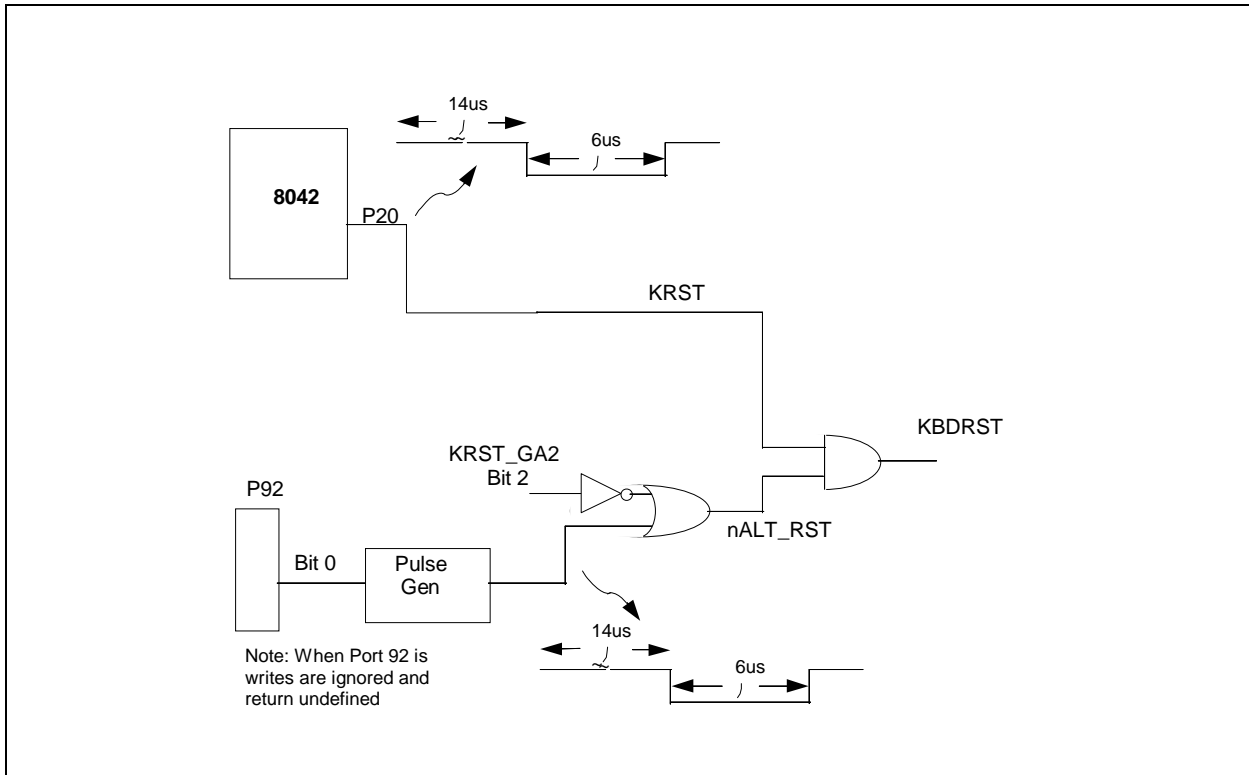 14us
6us
8042
P20
KRST
KBDRST
KRST_GA2
Bit 2
P92
nALT_RST
Bit 0
Pulse
Gen
14us
6us
Note: When Port 92 is
writes are ignored and
return undefined